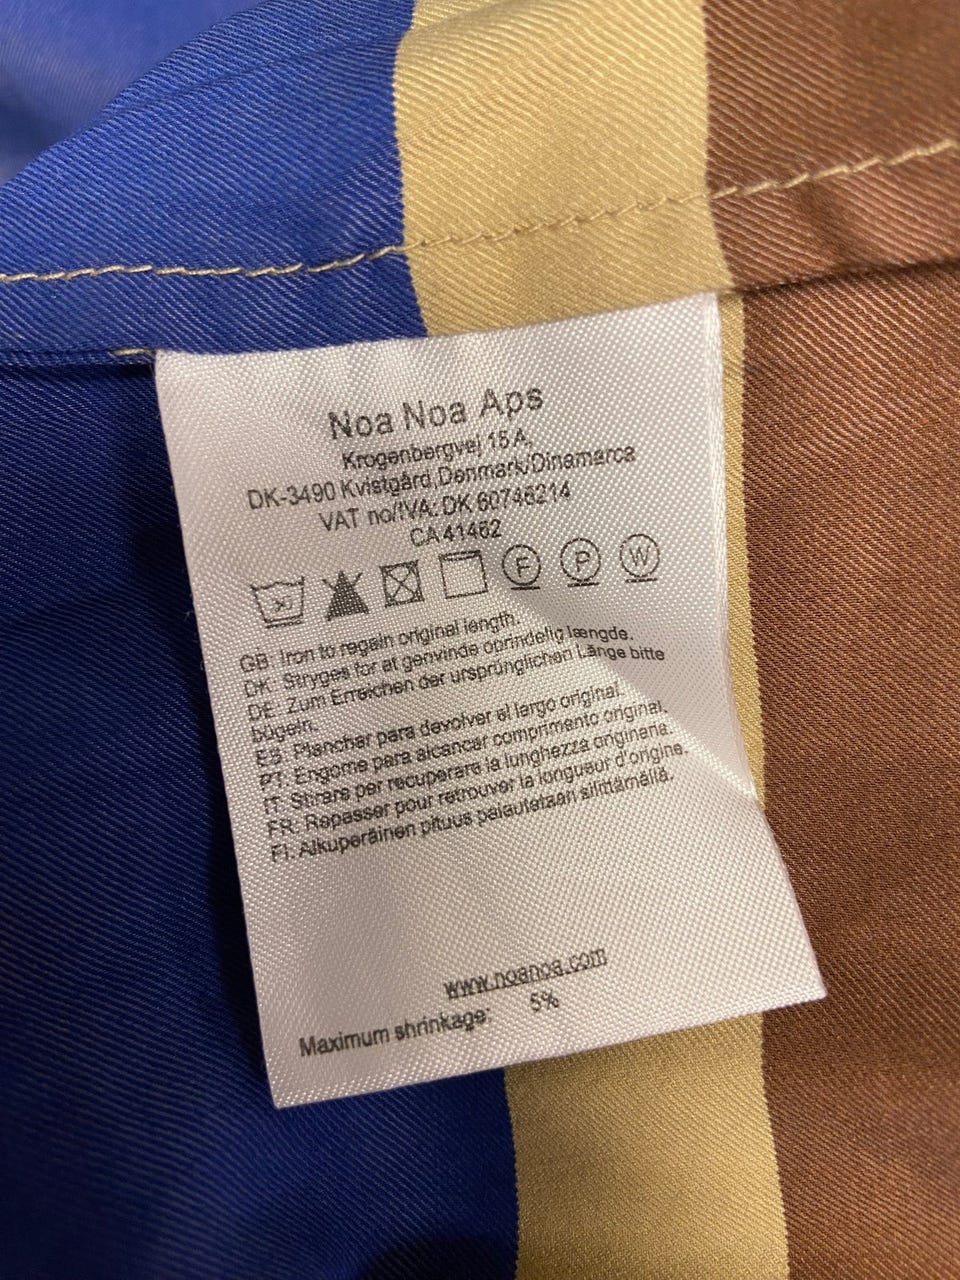 Noa Noa Aps
Krogenbergvej 15 A,
DK-3490 Kvistgård, Denmark/Dinamarca
VAT no/IVA: DK 60746214
CA 41462
F P W
GB: Iron to regain original length.
DK: Stryges for at genvinde oprindelig længde.
DE: Zum Erreichen der ursprünglichen Länge bitte
bügeln.
ES: Planchar para devolver el largo original.
PT: Engome para alcançar comprimento original.
IT: Stirare per recuperare la lunghezza originaria.
FR: Repasser pour retrouver la longueur d'origine.
FI: Alkuperäinen pituus palautetaan silittämällä.
www.noanoa.com
Maximum shrinkage: 5%